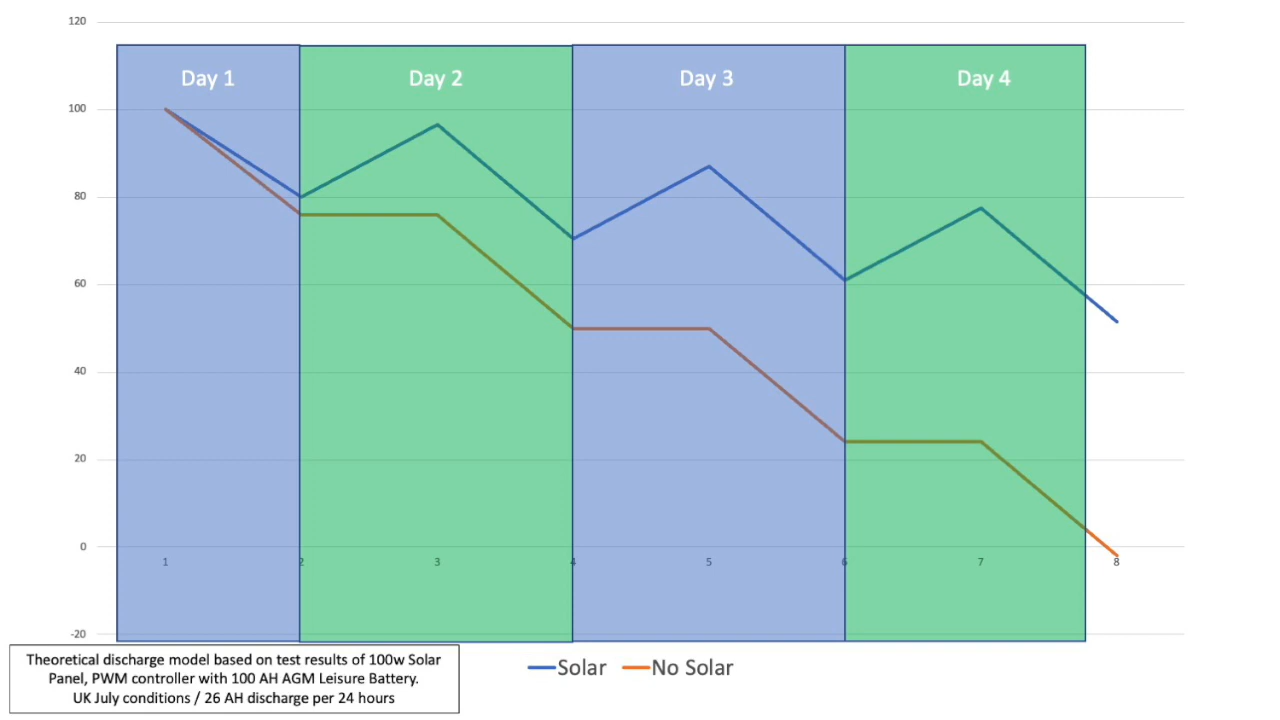 120
Day 1 Day 2 Day 3 Day 4
100
80
60
40
20
0
1 2 3 4 5 6 7 8
-20
Theoretical discharge model based on test results of 100w Solar
Panel, PWM controller with 100 AH AGM Leisure Battery.
UK July conditions / 26 AH discharge per 24 hours
Solar No Solar